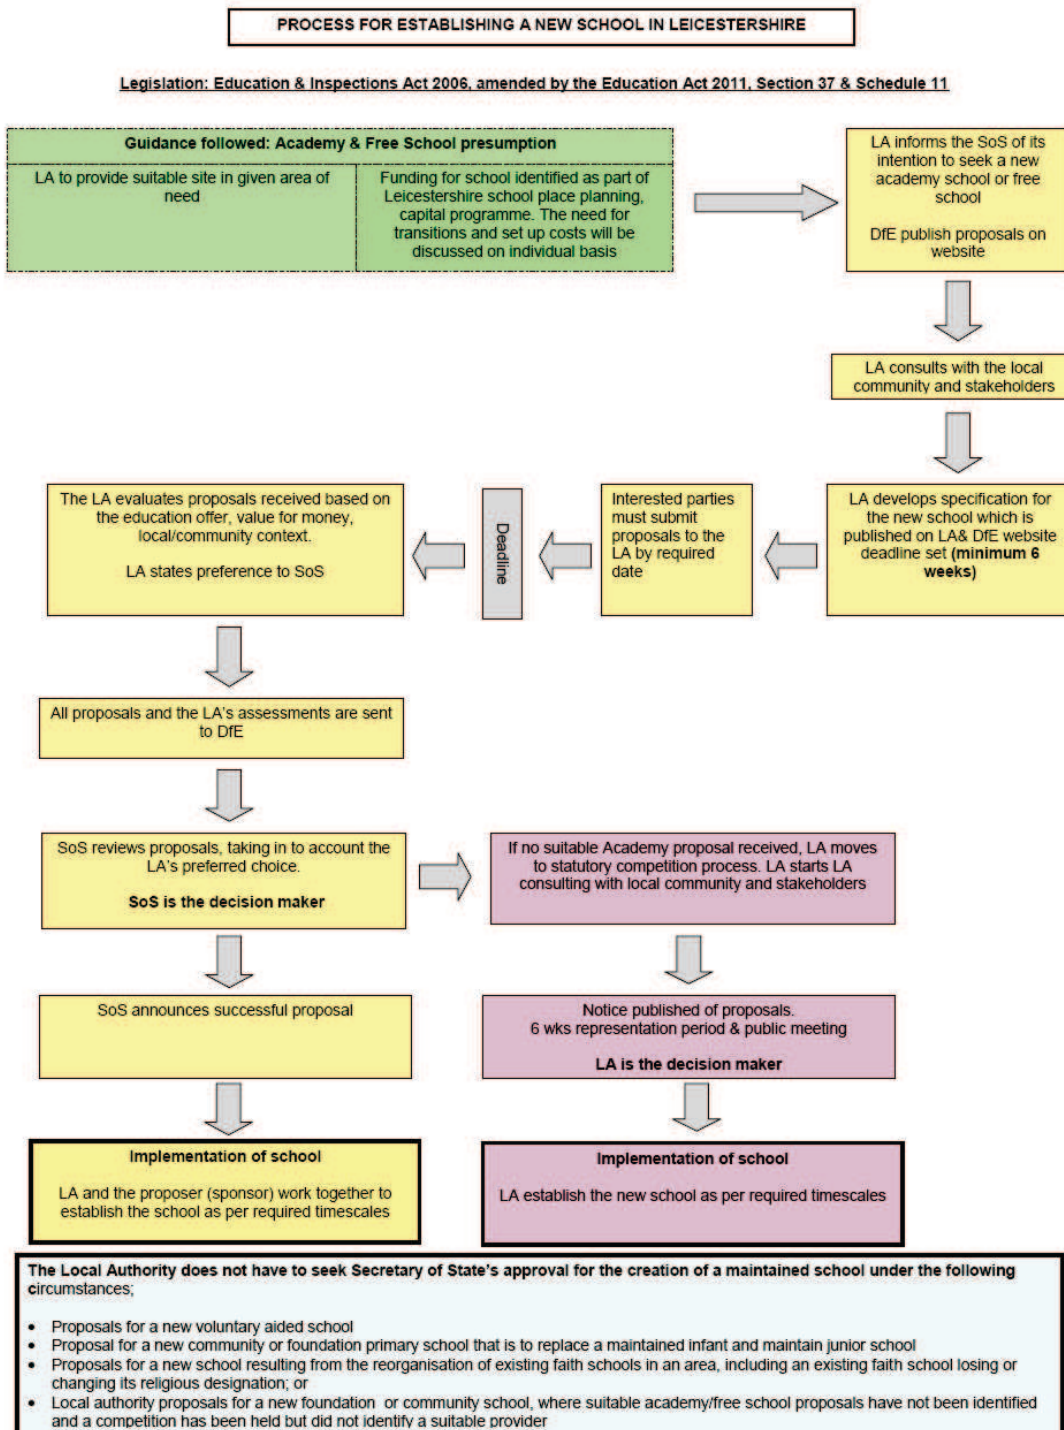 PROCESS FOR ESTABLISHING A NEW SCHOOL IN LEICESTERSHIRE
Legislation: Education & Inspections Act 2006, amended by the Education Act 2011, Section 37 & Schedule 11
Guidance followed: Academy & Free School presumption
LA to provide suitable site in given area of
need
Funding for school identified as part of
Leicestershire school place planning,
capital programme. The need for
transitions and set up costs will be
discussed on individual basis
LA informs the SoS of its
intention to seek a new
academy school or free
school
DfE publish proposals on
website
LA consults with the local
community and stakeholders
LA develops specification for
the new school which is
published on LA& DfE website
deadline set (minimum 6
weeks)
Interested parties
must submit
proposals to the
LA by required
date
Deadline
The LA evaluates proposals received based on
the education offer, value for money,
local/community context.
LA states preference to SoS
All proposals and the LA's assessments are sent
to DfE
SoS reviews proposals, taking in to account the
LA's preferred choice.
SoS is the decision maker
If no suitable Academy proposal received, LA moves
to statutory competition process. LA starts LA
consulting with local community and stakeholders
SoS announces successful proposal
Notice published of proposals.
6 wks representation period & public meeting
LA is the decision maker
Implementation of school
LA and the proposer (sponsor) work together to
establish the school as per required timescales
Implementation of school
LA establish the new school as per required timescales
The Local Authority does not have to seek Secretary of State's approval for the creation of a maintained school under the following
circumstances;
• Proposals for a new voluntary aided school
• Proposal for a new community or foundation primary school that is to replace a maintained infant and maintain junior school
• Proposals for a new school resulting from the reorganisation of existing faith schools in an area, including an existing faith school losing or
changing its religious designation; or
• Local authority proposals for a new foundation or community school, where suitable academy/free school proposals have not been identified
and a competition has been held but did not identify a suitable provider